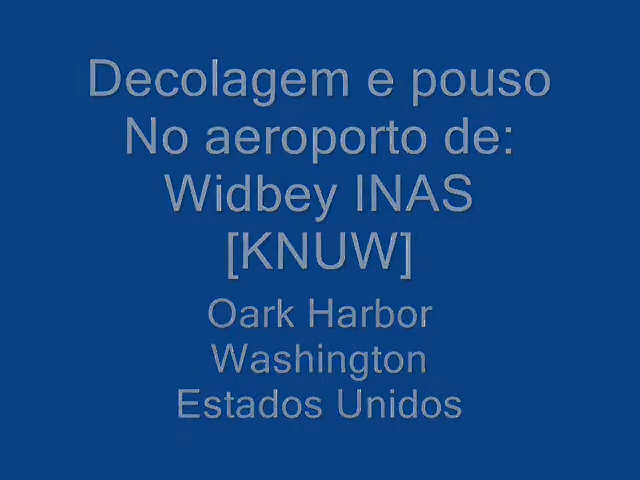 Decolagem e pouso
No aeroporto de:
Widbey INAS
[KNUW]
Oark Harbor
Washington
Estados Unidos